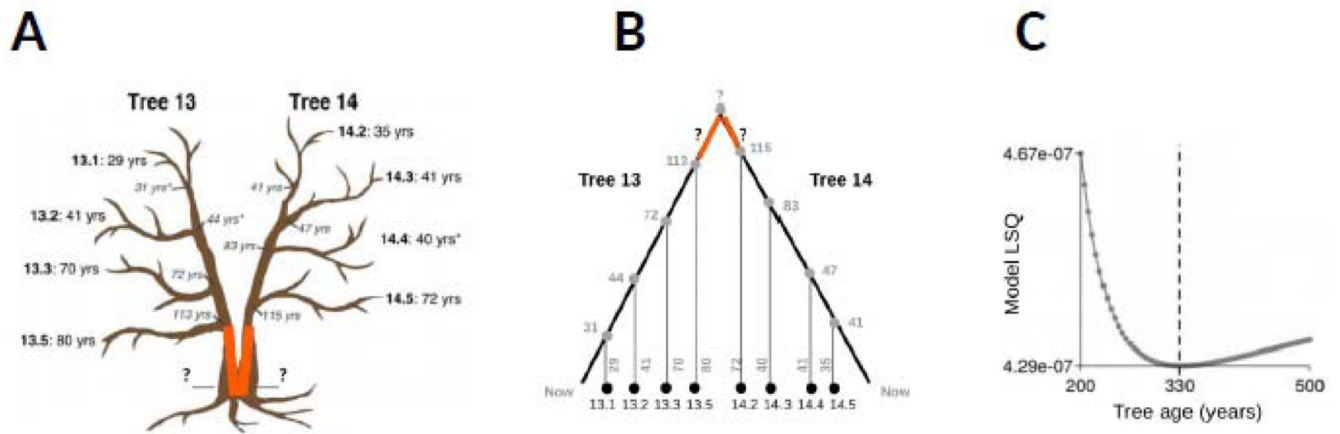 A
Tree 13 Tree 14
14.2: 35 yrs
13.1: 29 yrs
31 yrs*
41 yrs
14.3: 41 yrs
13.2: 41 yrs
44 yrs*
47 yrs
83 yrs
14.4: 40 yrs*
13.3: 70 yrs
72 yrs
14.5: 72 yrs
113 yrs
115 yrs
13.5: 80 yrs
? ?
B
?
? ?
113 115
Tree 13 Tree 14
72 83
44 47
31 41
29 41 70 80 72 40 41 35
Now Now
13.1 13.2 13.3 13.5 14.2 14.3 14.4 14.5
C
4.67e-07
Model LSQ
4.29e-07
200 330 500
Tree age (years)